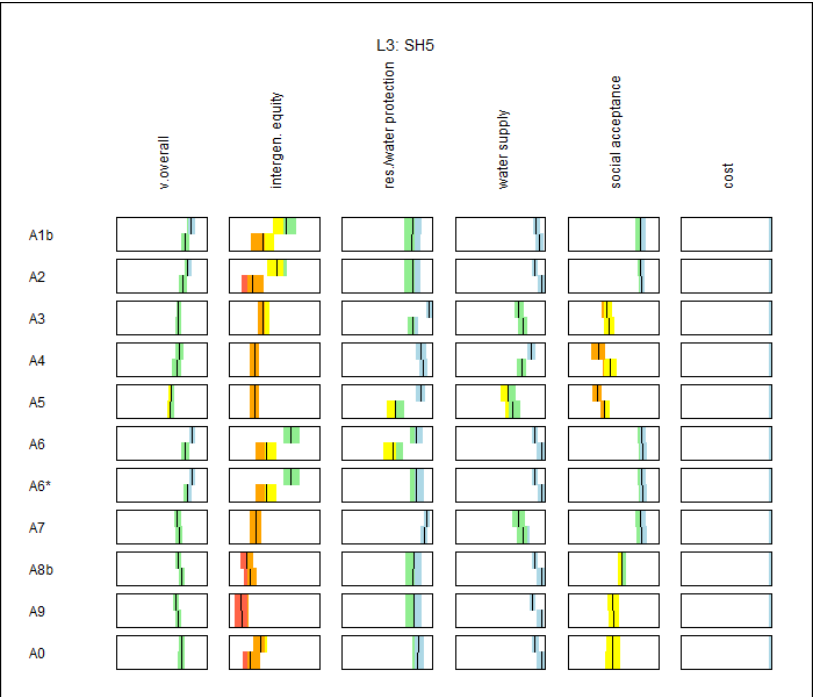 L3: SH5
v.overall
intergen. equity
res./water protection
water supply
social acceptance
cost
A1b
A2
A3
A4
A5
A6
A6*
A7
A8b
A9
A0